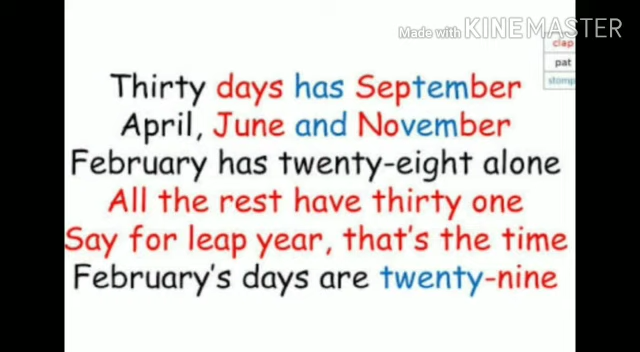 Made with KINEMASTER
clap
pat
stomp
Thirty days has September
April, June and November
February has twenty-eight alone
All the rest have thirty one
Say for leap year, that's the time
February's days are twenty-nine